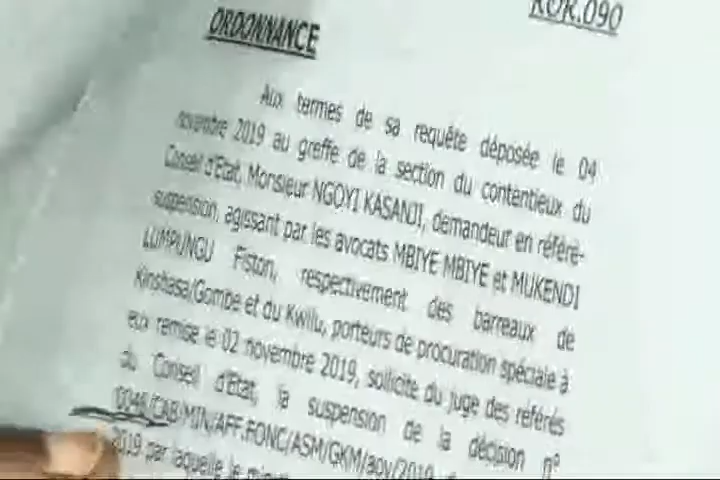 ROR.090
ORDONNANCE
Aux termes de sa requête déposée le 04
novembre 2019 au greffe de la section du contentieux du
Conseil d'Etat, Monsieur NGOYI KASANJI, demandeur en référé-
suspension, agissant par les avocats MBIYE MBIYE et MUKENDI
LUMPUNGU Fiston, respectivement des barreaux de
Kinshasa/Gombe et du Kwilu, porteurs de procuration spéciale à
eux remise le 02 novembre 2019, sollicite du juge des référés
du Conseil d'Etat, la suspension de la décision n°
0046/CAB/MIN/AFF.FONC/ASM/GKM/aov/2019
2019 par laquelle le